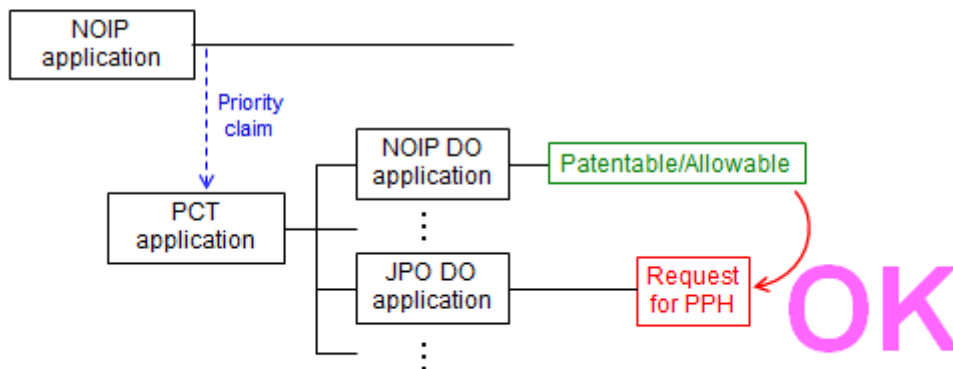 NOIP
application
Priority
claim
NOIP DO
application
Patentable/Allowable
PCT
application
JPO DO
application
Request
for PPH
OK